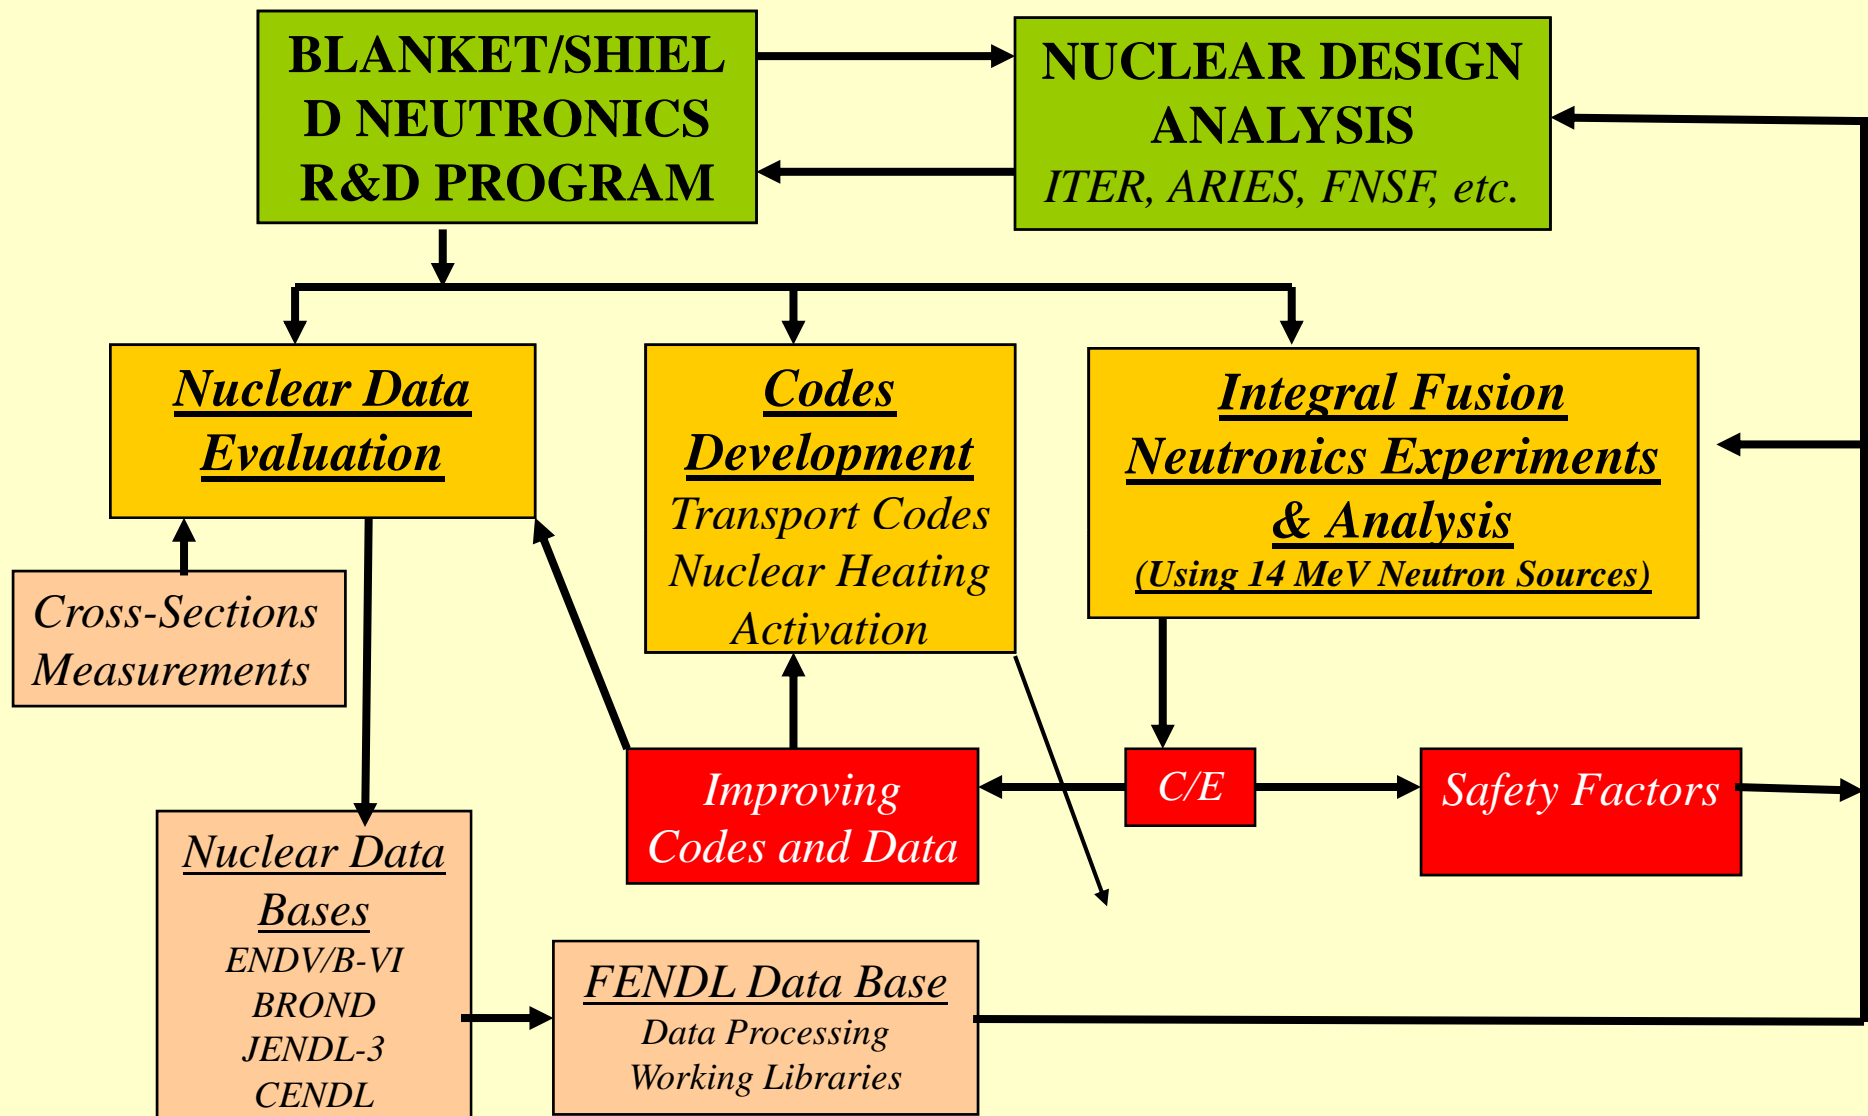 BLANKET/SHIEL
D NEUTRONICS
R&D PROGRAM
NUCLEAR DESIGN
ANALYSIS
ITER, ARIES, FNSF, etc.
Nuclear Data
Evaluation
Codes
Development
Transport Codes
Nuclear Heating
Activation
Integral Fusion
Neutronics Experiments
& Analysis
(Using 14 MeV Neutron Sources)
Cross-Sections
Measurements
Improving
Codes and Data
C/E
Safety Factors
Nuclear Data
Bases
ENDV/B-VI
BROND
JENDL-3
CENDL
FENDL Data Base
Data Processing
Working Libraries